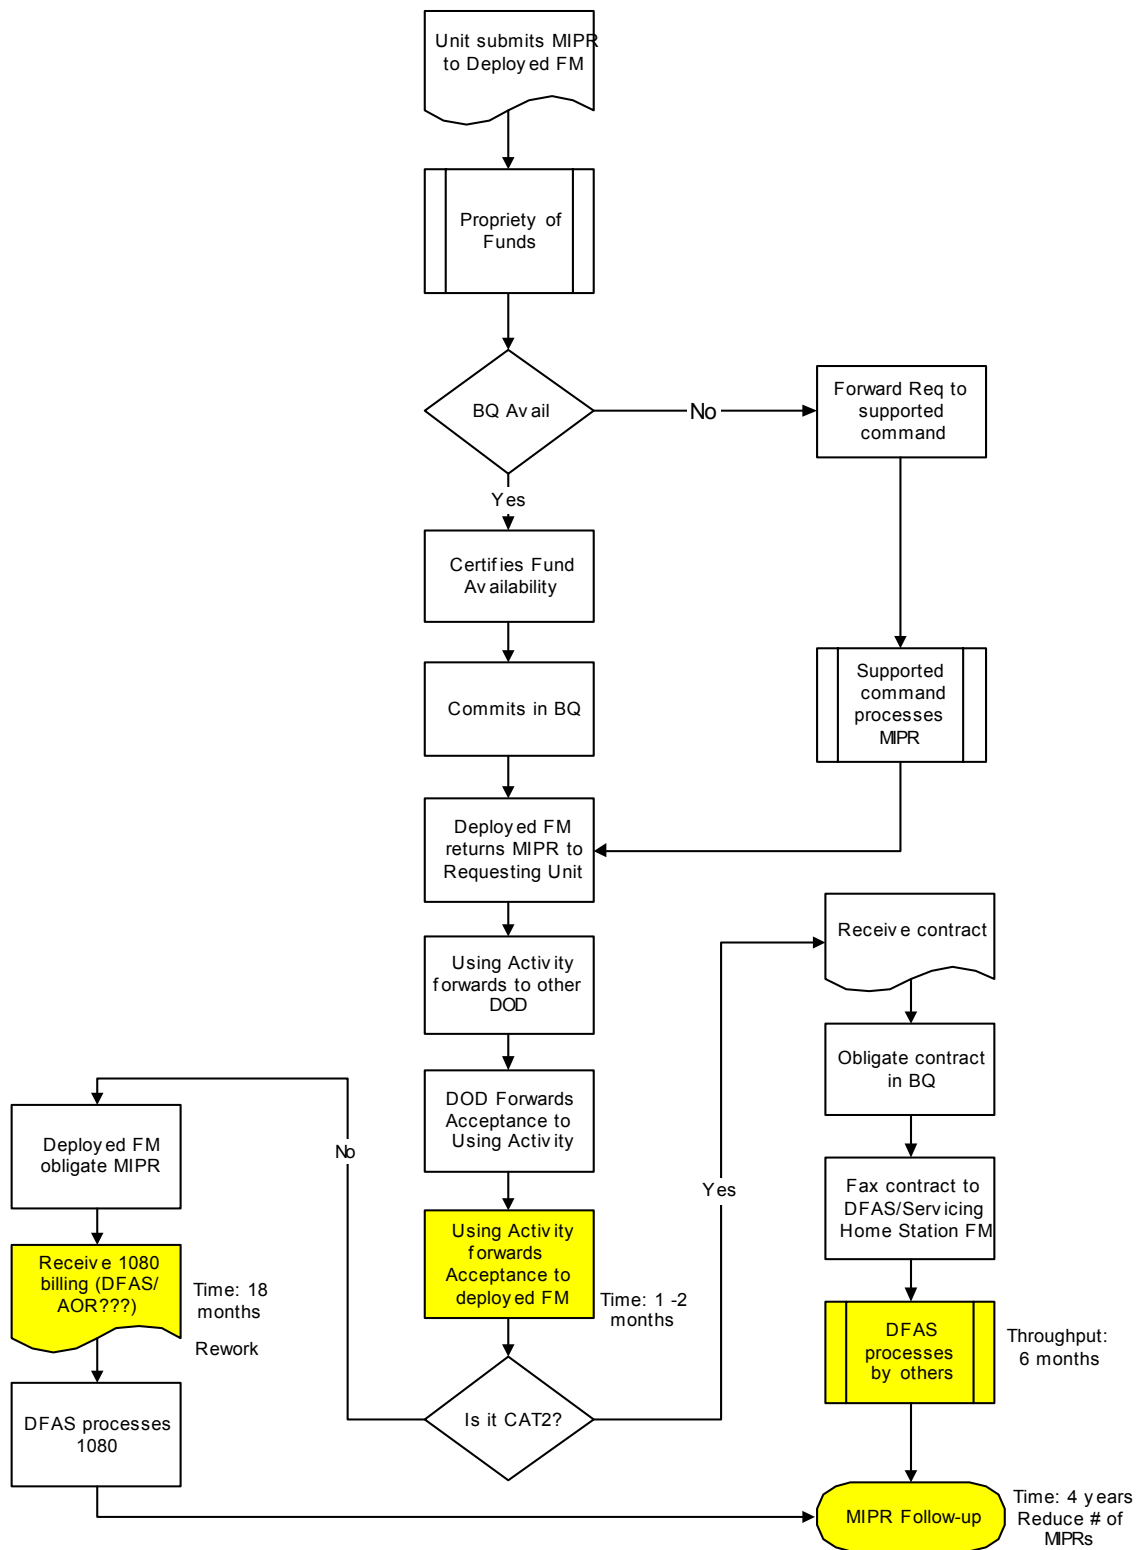 Unit submits MIPR
to Deployed FM
Propriety of
Funds
BQ Avail
No
Forward Req to
supported
command
Yes
Certifies Fund
Availability
Commits in BQ
Supported
command
processes
MIPR
Deployed FM
returns MIPR to
Requesting Unit
Receive contract
Using Activity
forwards to other
DOD
Obligate contract
in BQ
DOD Forwards
Acceptance to
Using Activity
Deployed FM
obligate MIPR
No
Yes
Fax contract to
DFAS/Servicing
Home Station FM
Using Activity
forwards
Acceptance to
deployed FM
Time: 1 -2
months
Receive 1080
billing (DFAS/
AOR???)
Time: 18
months
Rework
DFAS
processes
by others
Throughput:
6 months
Is it CAT2?
DFAS processes
1080
MIPR Follow-up
Time: 4 years
Reduce # of
MIPRs